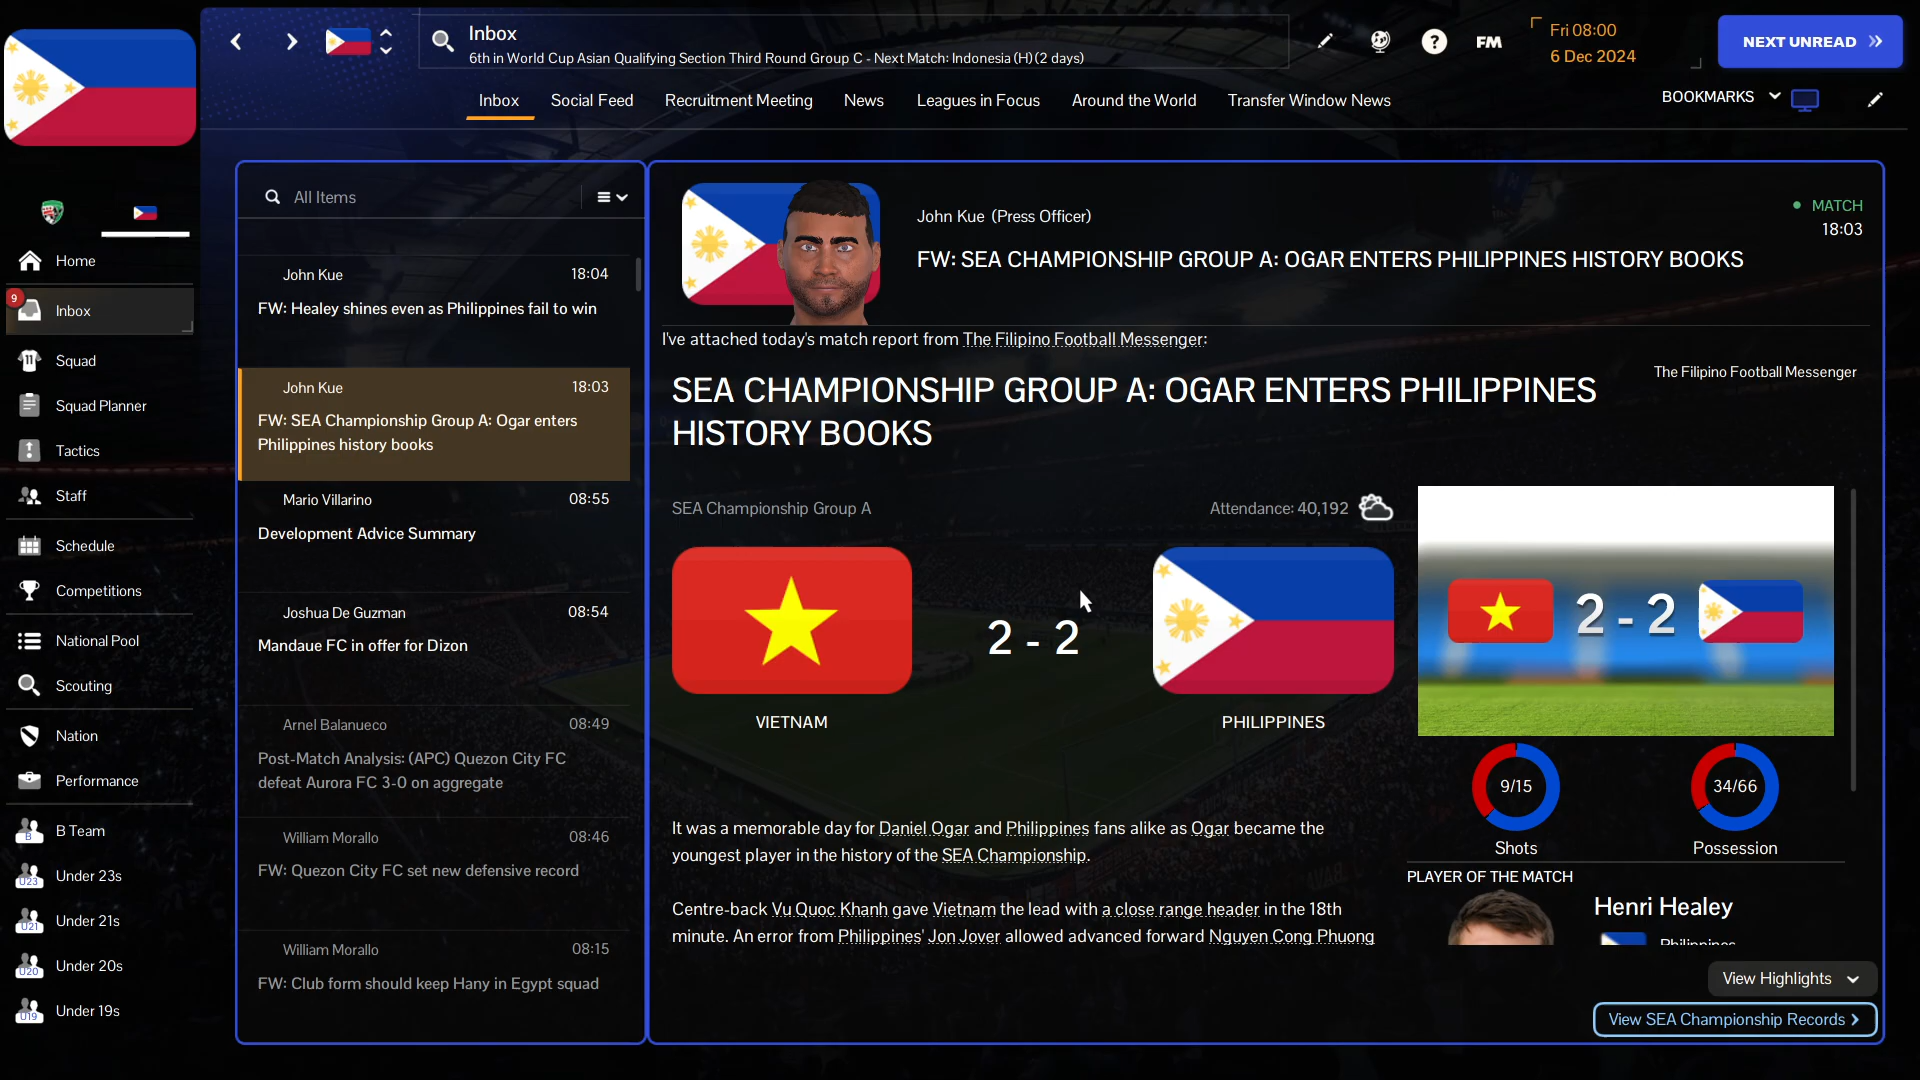 Inbox
6th in World Cup Asian Qualifying Section Third Round Group C - Next Match: Indonesia (H) (2 days)
?
FM
Fri 08:00
6 Dec 2024
NEXT UNREAD
Inbox
Social Feed
Recruitment Meeting
News
Leagues in Focus
Around the World
Transfer Window News
BOOKMARKS
Home
9
Inbox
11
Squad
Squad Planner
Tactics
Staff
Schedule
Competitions
National Pool
Scouting
Nation
Performance
B
B Team
U23
Under 23s
U21
Under 21s
U20
Under 20s
U19
Under 19s
All Items
John Kue 18:04
FW: Healey shines even as Philippines fail to win
John Kue 18:03
FW: SEA Championship Group A: Ogar enters
Philippines history books
Mario Villarino 08:55
Development Advice Summary
Joshua De Guzman 08:54
Mandaue FC in offer for Dizon
Arnel Balanueco 08:49
Post-Match Analysis: (APC) Quezon City FC
defeat Aurora FC 3-0 on aggregate
William Morallo 08:46
FW: Quezon City FC set new defensive record
William Morallo 08:15
FW: Club form should keep Hany in Egypt squad
John Kue (Press Officer)
FW: SEA CHAMPIONSHIP GROUP A: OGAR ENTERS PHILIPPINES HISTORY BOOKS
MATCH
18:03
I've attached today's match report from The Filipino Football Messenger:
The Filipino Football Messenger
SEA CHAMPIONSHIP GROUP A: OGAR ENTERS PHILIPPINES
HISTORY BOOKS
SEA Championship Group A
Attendance: 40,192
2 - 2
VIETNAM
PHILIPPINES
2 - 2
9/15
Shots
34/66
Possession
PLAYER OF THE MATCH
Henri Healey
Philippines
It was a memorable day for Daniel Ogar and Philippines fans alike as Ogar became the
youngest player in the history of the SEA Championship.
Centre-back Vu Quoc Khanh gave Vietnam the lead with a close range header in the 18th
minute. An error from Philippines' Jon Jover allowed advanced forward Nguyen Cong Phuong
View Highlights
View SEA Championship Records